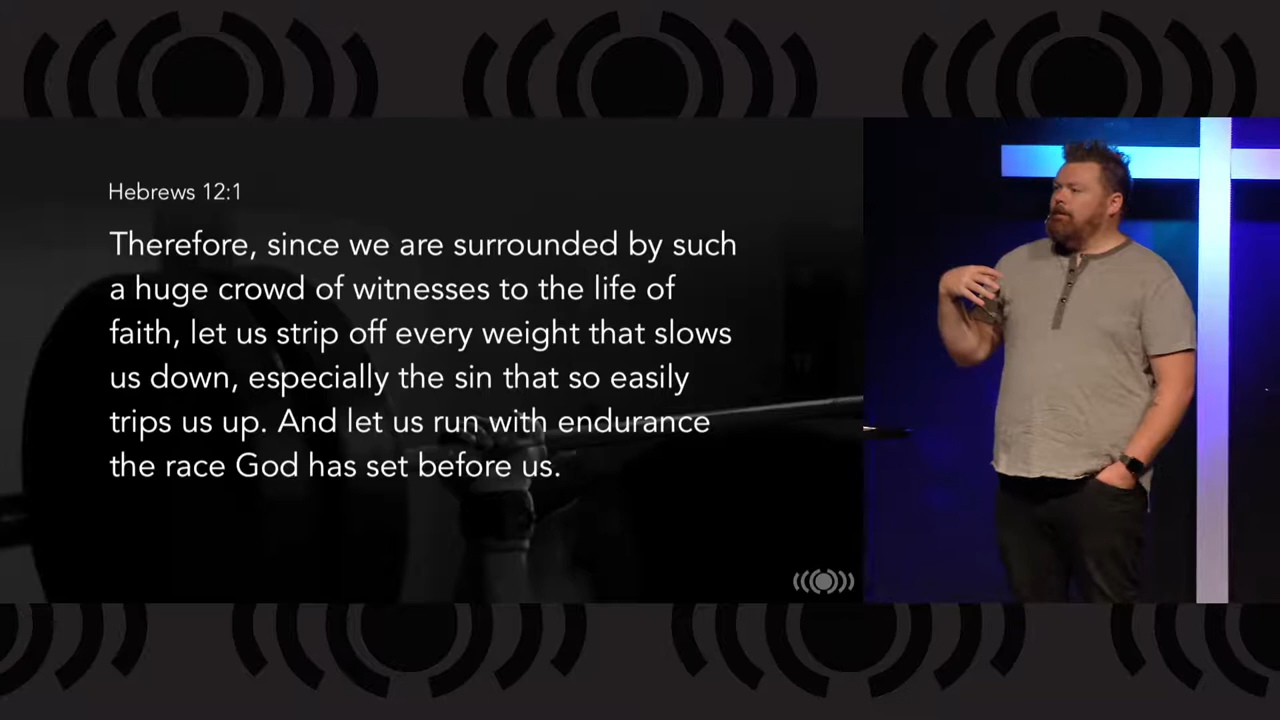 Hebrews 12:1
Therefore, since we are surrounded by such
a huge crowd of witnesses to the life of
faith, let us strip off every weight that slows
us down, especially the sin that so easily
trips us up. And let us run with endurance
the race God has set before us.